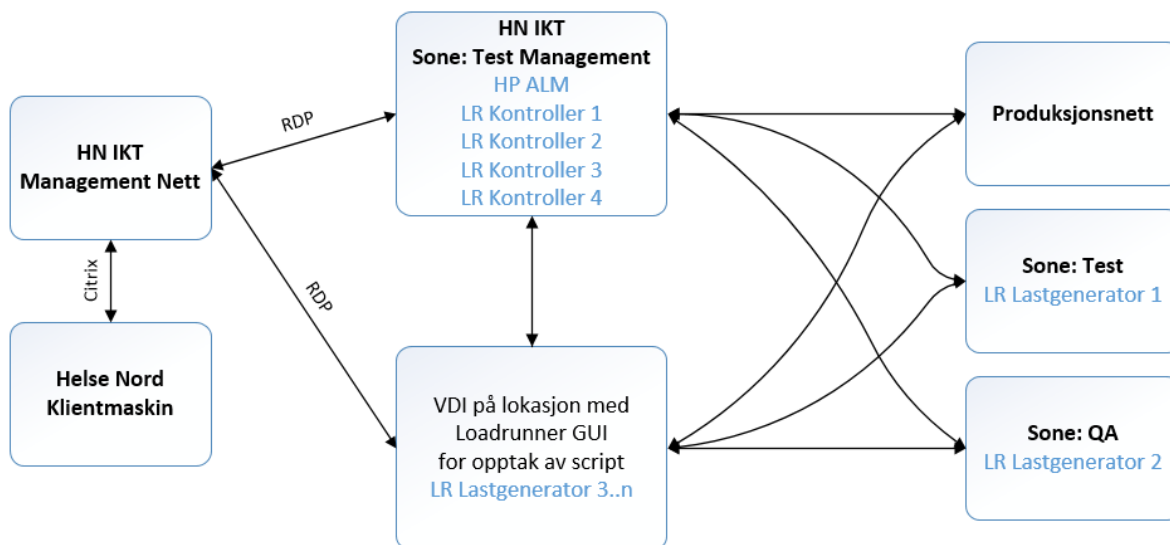 HN IKT
Management Nett
Citrix
Helse Nord
Klientmaskin
RDP
RDP
HN IKT
Sone: Test Management
HP ALM
LR Kontroller 1
LR Kontroller 2
LR Kontroller 3
LR Kontroller 4
VDI på lokasjon med
Loadrunner GUI
for opptak av script
LR Lastgenerator 3..n
Produksjonsnett
Sone: Test
LR Lastgenerator 1
Sone: QA
LR Lastgenerator 2